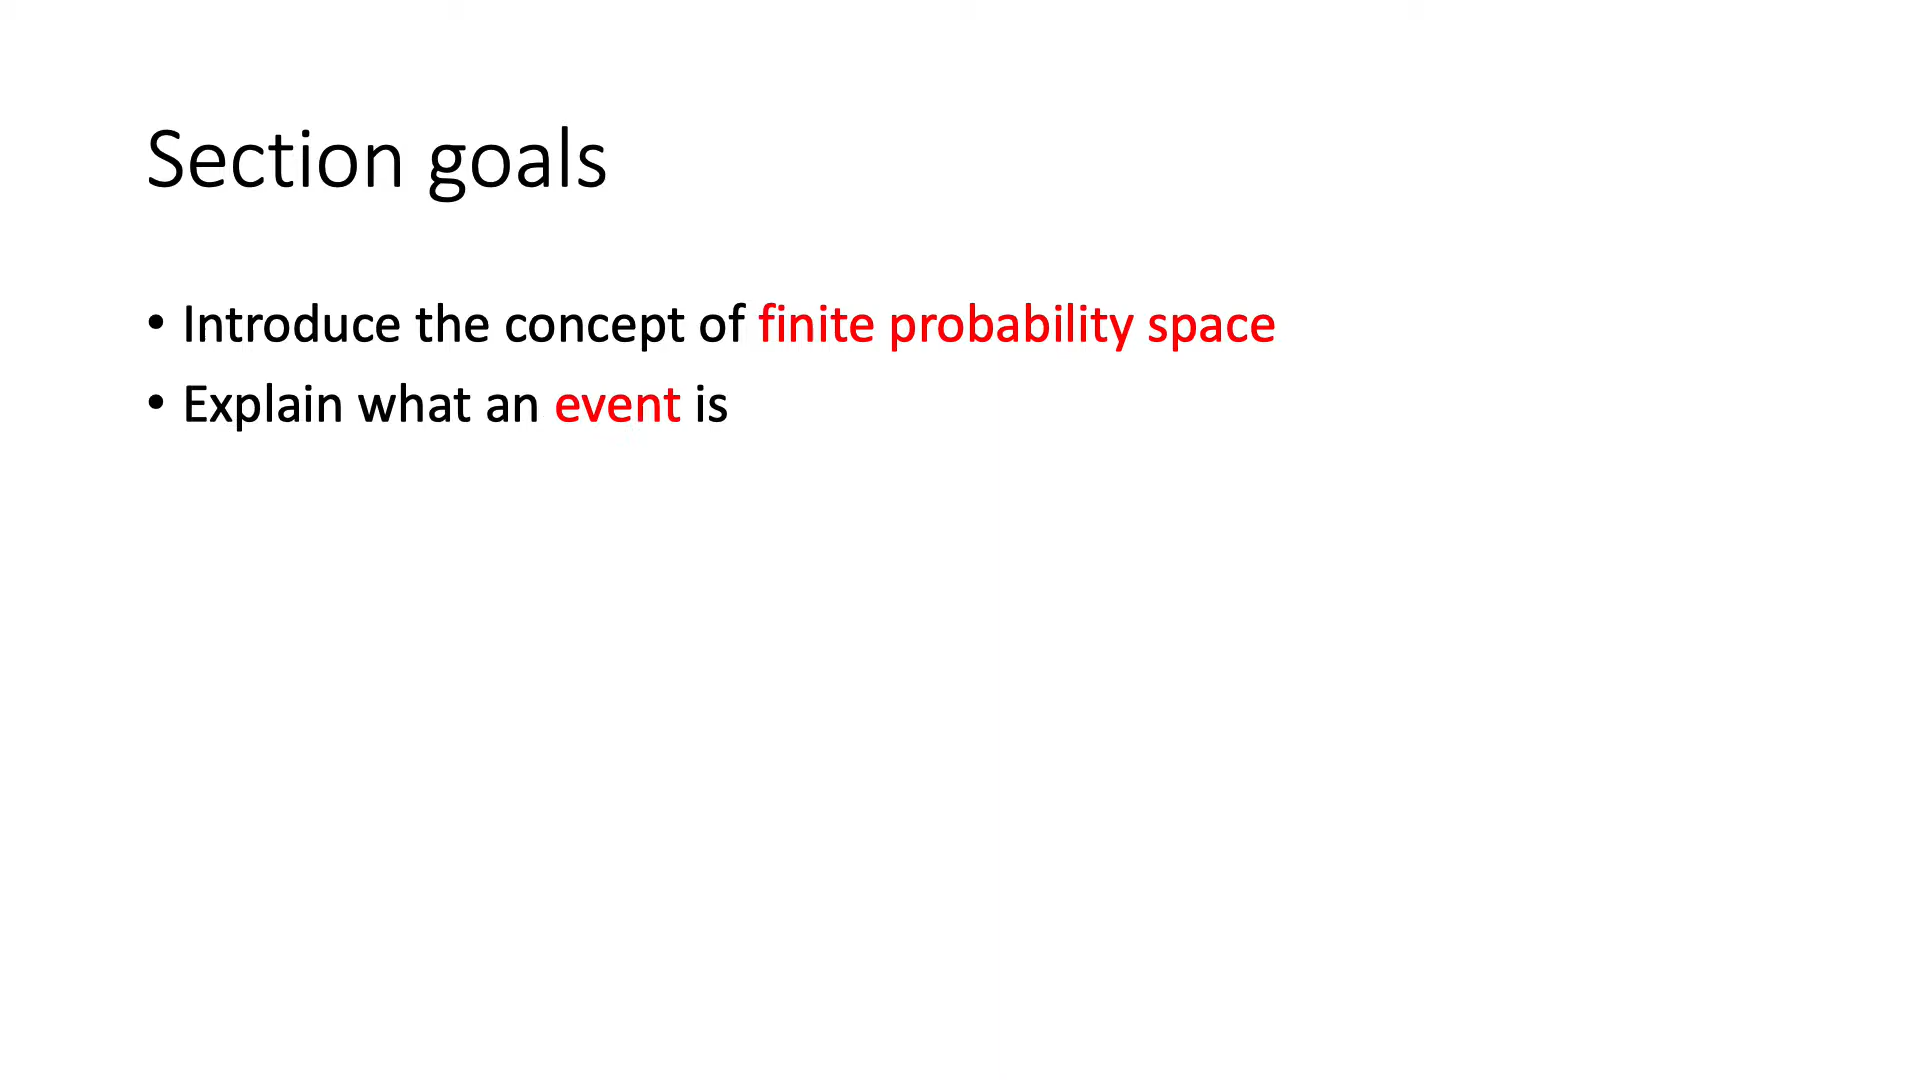 Section goals
• Introduce the concept of finite probability space
• Explain what an event is